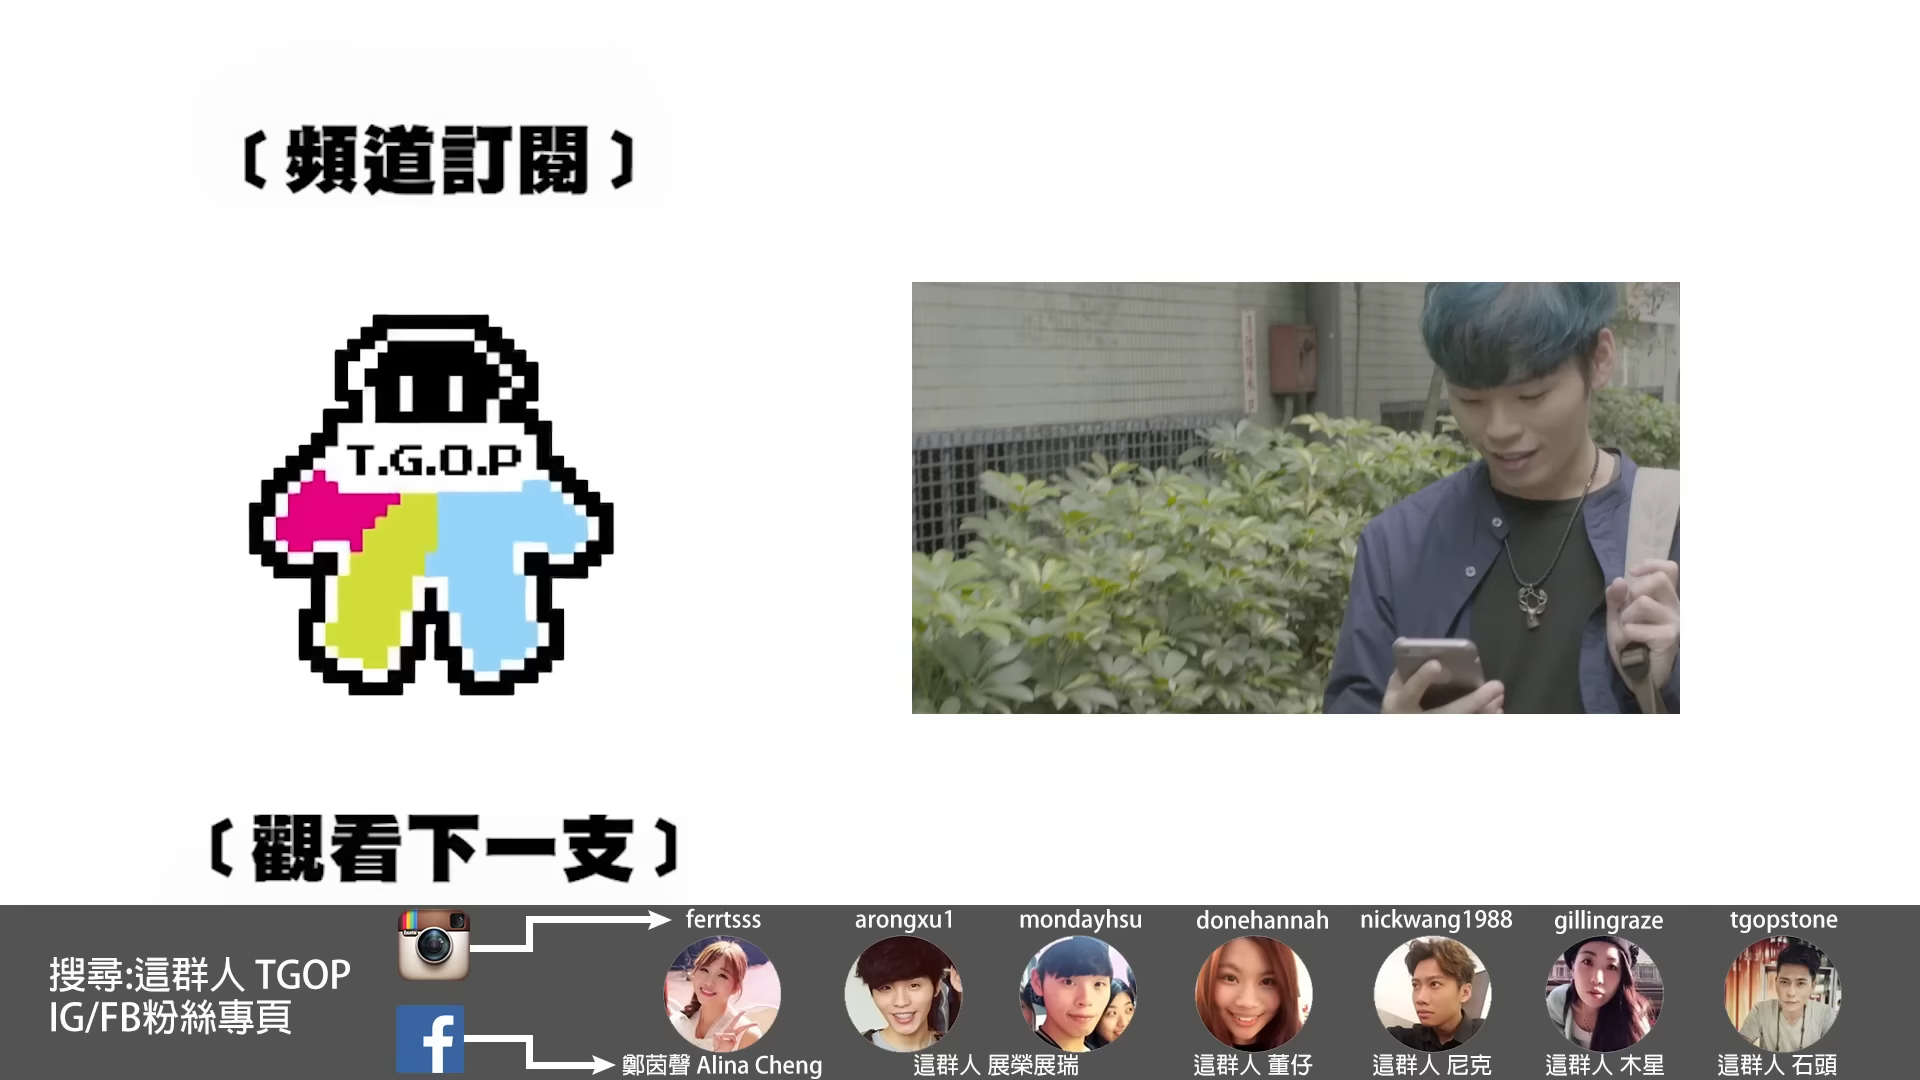 ﹝頻道訂閱﹞
T.G.O.P
﹝觀看下一支﹞
搜尋:這群人 TGOP
IG/FB粉絲專頁
ferrtsss
arongxu1
mondayhsu
donehannah
nickwang1988
gillingraze
tgopstone
鄭茵聲 Alina Cheng
這群人 展榮展瑞
這群人 董仔
這群人 尼克
這群人 木星
這群人 石頭